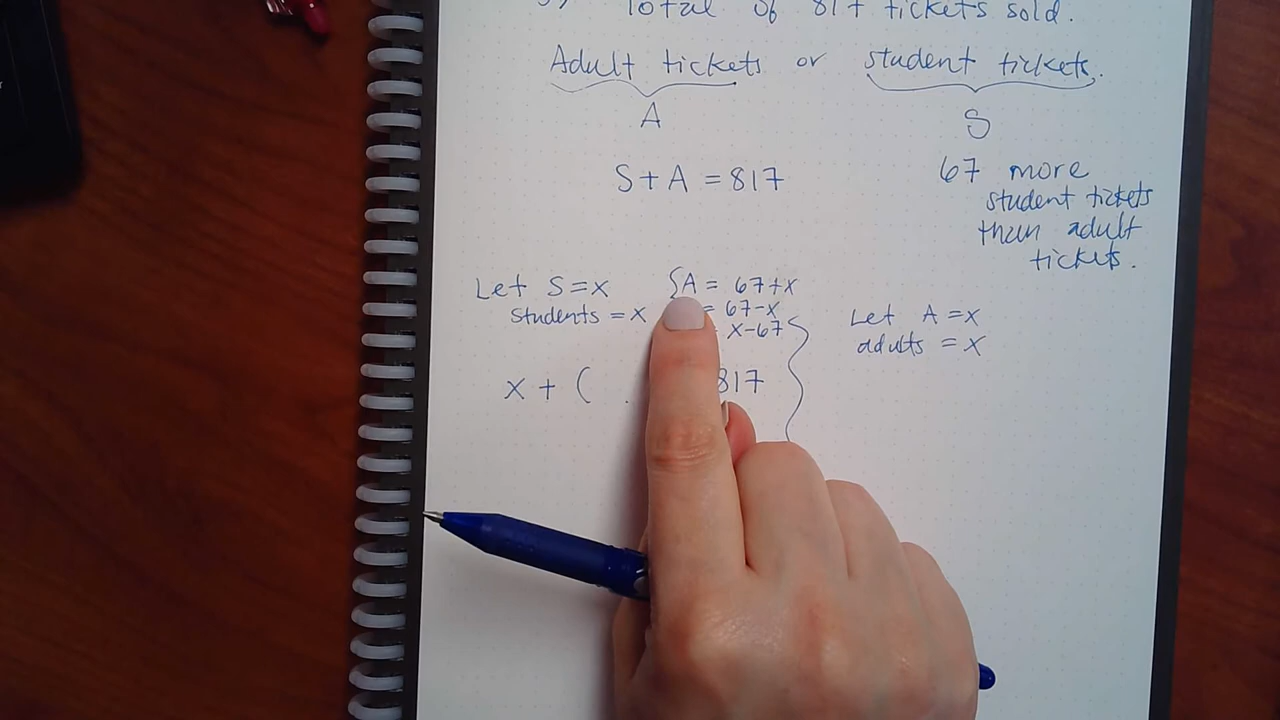 Total of 817 tickets sold.
Adult tickets or student tickets.
A S
S + A = 817
67 more
student tickets
than adult
tickets.
Let S = x
students = x
A = 67 + x
= 67 - x
x - 67
Let A = x
adults = x
x + ( 817